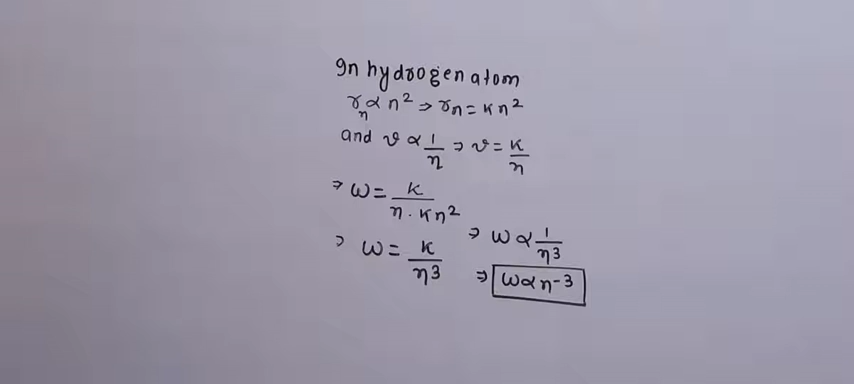 In hydrogen atom
rₙ ∝ n² ⇒ rₙ = Kn²
and v ∝ 1/n ⇒ v = K/n
⇒ ω = K/(n · Kn²)
⇒ ω = K/n³ ⇒ ω ∝ 1/n³
⇒ ω ∝ n⁻³